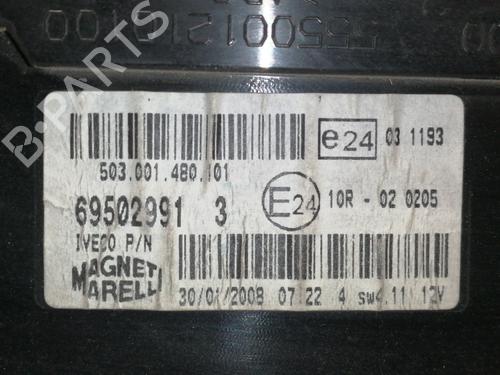 5550012100
e24 03 1193
503.001.480.101
69502991 3
E24 10R - 02 0205
IVECO P/N
MAGNETI
MARELLI
30/01/2008 07:22 4 sw4.11 12V
B-PARTS